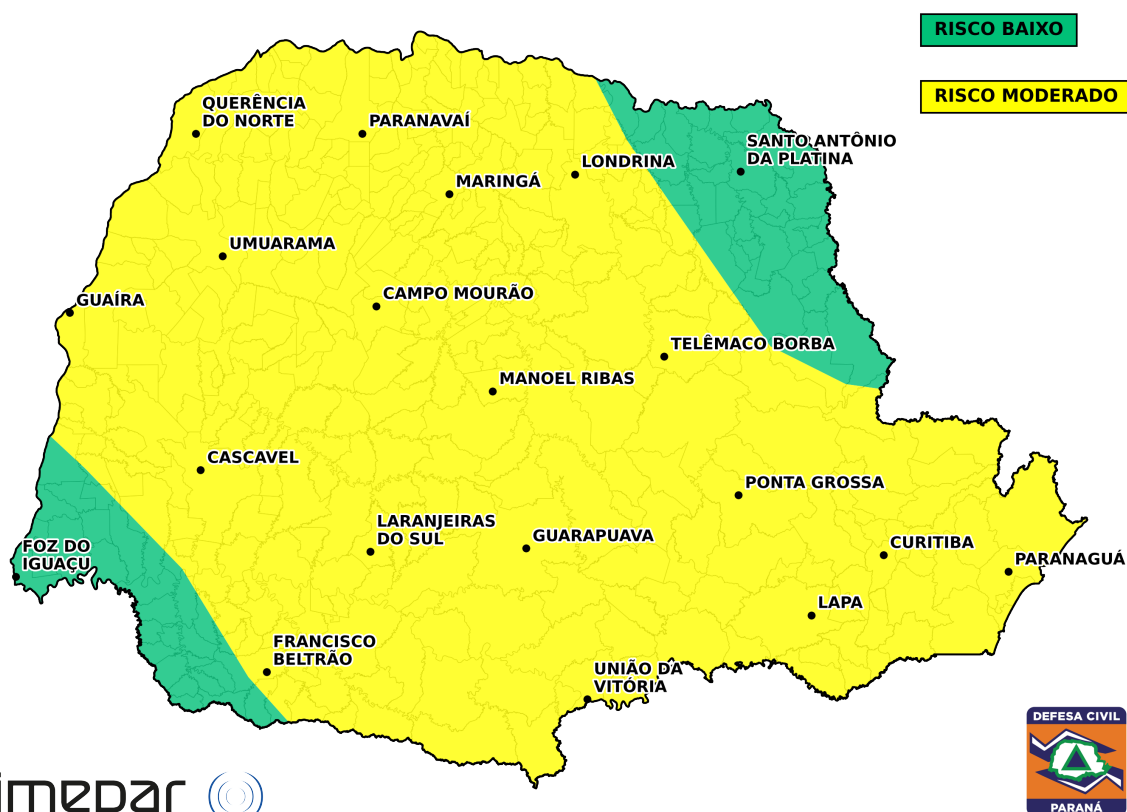 RISCO BAIXO
RISCO MODERADO
QUERÊNCIA
DO NORTE
PARANAVAÍ
SANTO ANTÔNIO
DA PLATINA
LONDRINA
MARINGÁ
UMUARAMA
GUAÍRA
CAMPO MOURÃO
TELÊMACO BORBA
MANOEL RIBAS
CASCAVEL
PONTA GROSSA
LARANJEIRAS
DO SUL
GUARAPUAVA
CURITIBA
FOZ DO
IGUAÇU
PARANAGUÁ
LAPA
FRANCISCO
BELTRÃO
UNIÃO DA
VITÓRIA
DEFESA CIVIL
PARANÁ
imepar